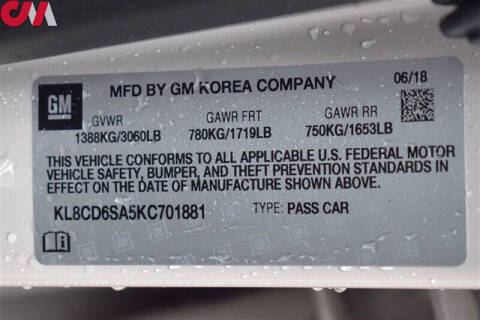 CM
MFD BY GM KOREA COMPANY
06/18
GM
GVWR
GAWR FRT
GAWR RR
1388KG/3060LB
780KG/1719LB
750KG/1653LB
THIS VEHICLE CONFORMS TO ALL APPLICABLE U.S. FEDERAL MOTOR
VEHICLE SAFETY, BUMPER, AND THEFT PREVENTION STANDARDS IN
EFFECT ON THE DATE OF MANUFACTURE SHOWN ABOVE.
KL8CD6SA5KC701881
TYPE: PASS CAR